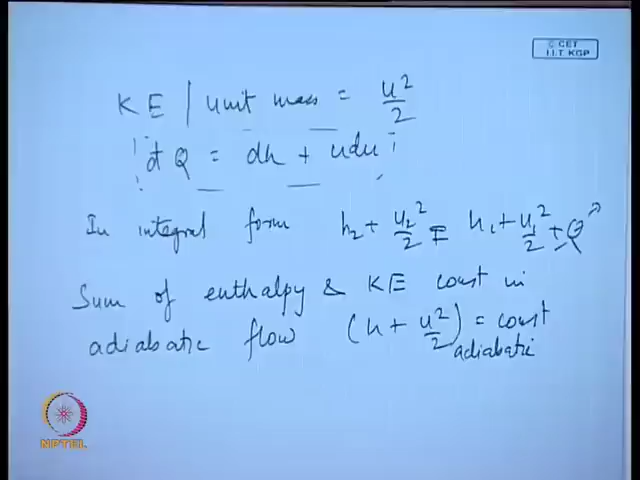 © CET
I.I.T. KGP
KE | unit mass = u²/2
đQ = dh + udu
In integral form h₂ + u₂²/2 = h₁ + u₁²/2 + Q
Sum of enthalpy & KE const in
adiabatic flow (h + u²/2) = const
adiabatic
NPTEL